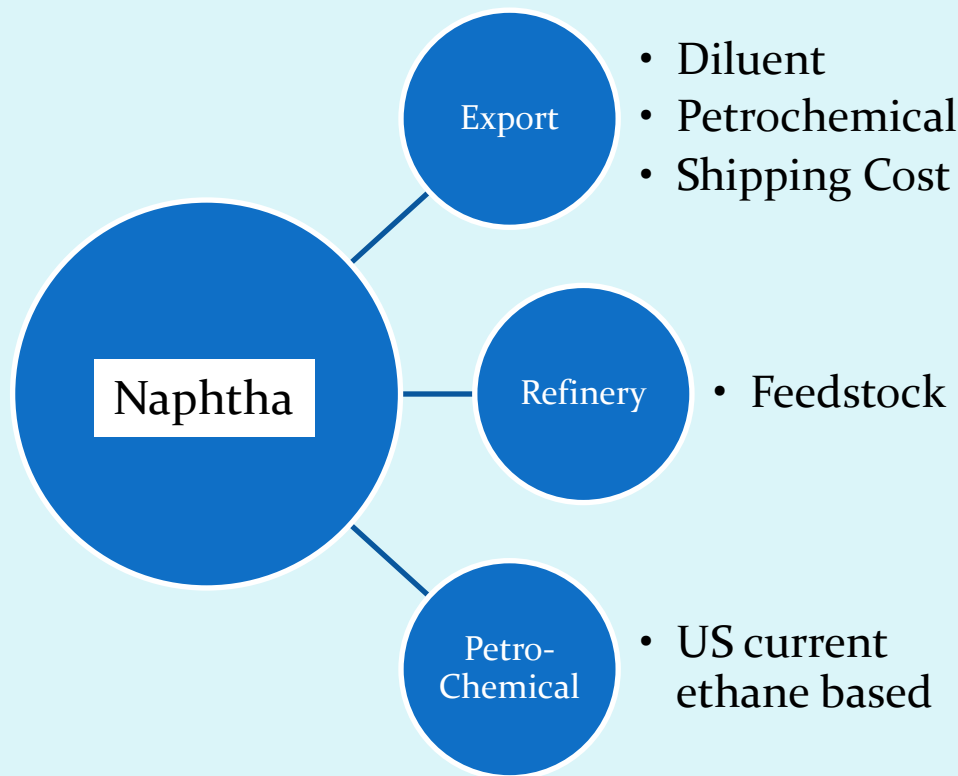 Naphtha
Export
• Diluent
• Petrochemical
• Shipping Cost
Refinery
• Feedstock
Petro-
Chemical
• US current
ethane based